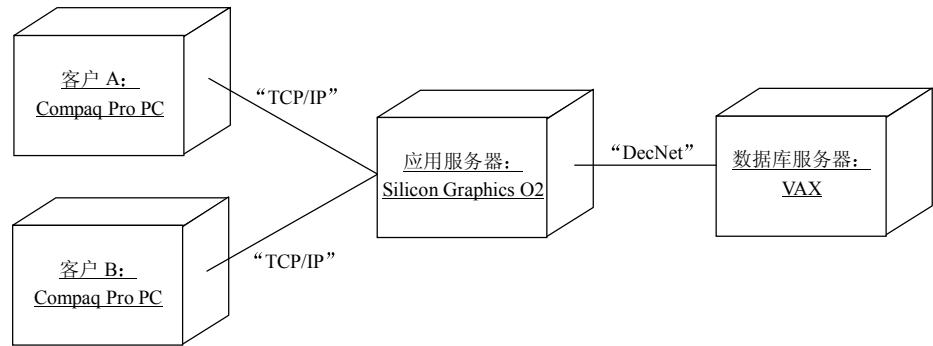 客户 A：
Compaq Pro PC
“TCP/IP”
应用服务器：
Silicon Graphics O2
“DecNet”
数据库服务器：
VAX
客户 B：
Compaq Pro PC
“TCP/IP”